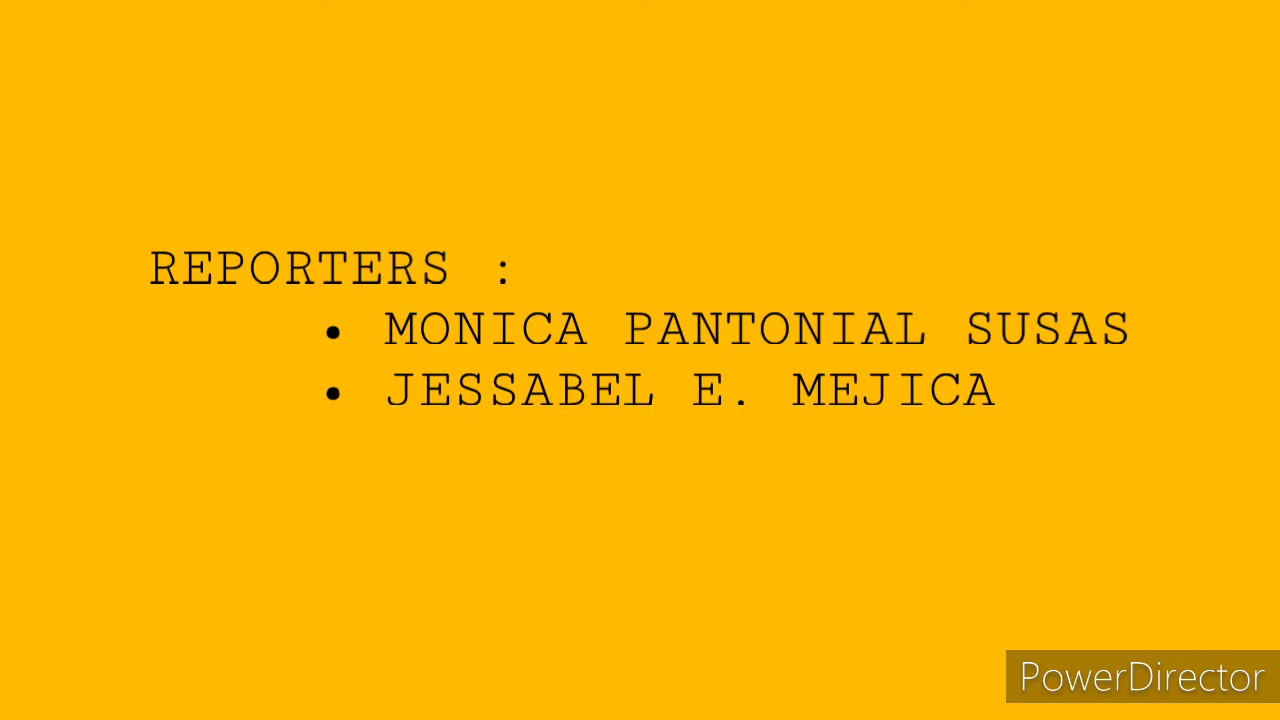 REPORTERS :
• MONICA PANTONIAL SUSAS
• JESSABEL E. MEJICA
PowerDirector